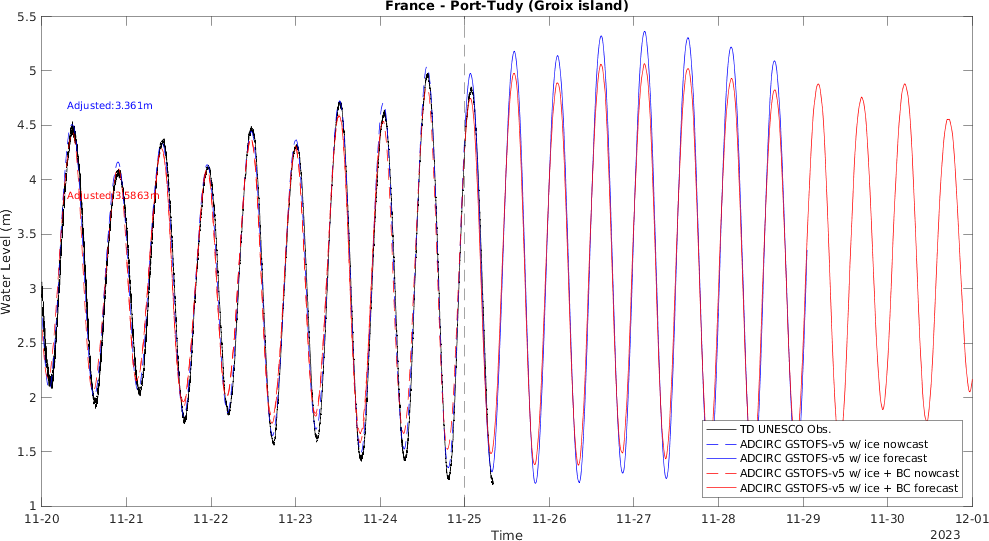 France - Port-Tudy (Groix island)
5.5
5
4.5
4
3.5
3
2.5
2
1.5
1
Water Level (m)
Adjusted:3.361m
Adjusted:3.5863m
TD UNESCO Obs.
ADCIRC GSTOFS-v5 w/ ice nowcast
ADCIRC GSTOFS-v5 w/ ice forecast
ADCIRC GSTOFS-v5 w/ ice + BC nowcast
ADCIRC GSTOFS-v5 w/ ice + BC forecast
11-20 11-21 11-22 11-23 11-24 11-25 11-26 11-27 11-28 11-29 11-30 12-01
Time
2023